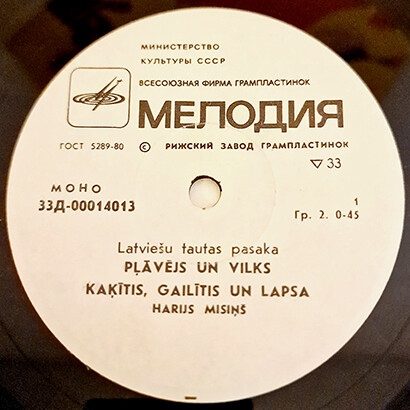 МИНИСТЕРСТВО
КУЛЬТУРЫ СССР
ВСЕСОЮЗНАЯ ФИРМА ГРАМПЛАСТИНОК
МЕЛОДИЯ
ГОСТ 5289-80 © РИЖСКИЙ ЗАВОД ГРАМПЛАСТИНОК
▽ 33
МОНО
33Д-00014013
1
Гр. 2. 0-45
Latviešu tautas pasaka
PĻĀVĒJS UN VILKS
KAĶĪTIS, GAILĪTIS UN LAPSA
HARIJS MISIŅŠ